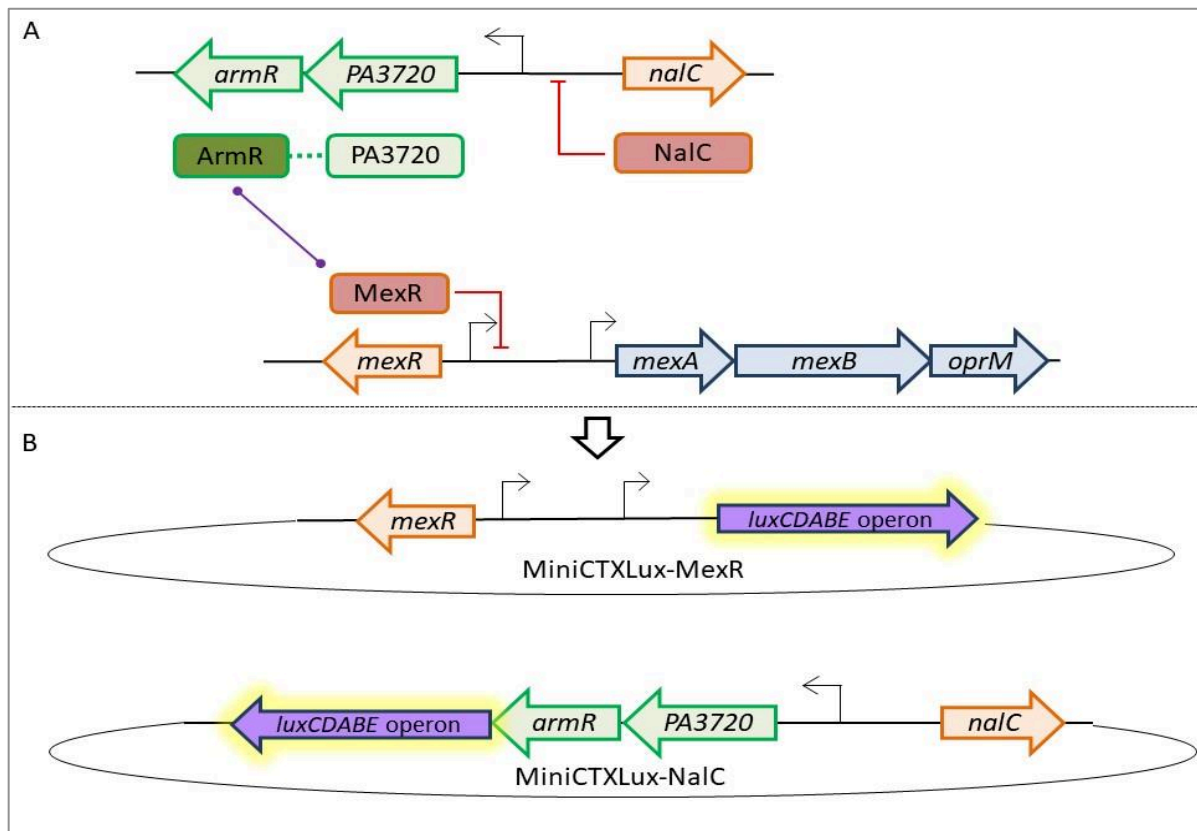 A
armR PA3720 nalC
ArmR PA3720 NalC
MexR
mexR mexA mexB oprM
B
mexR luxCDABE operon
MiniCTXLux-MexR
luxCDABE operon armR PA3720 nalC
MiniCTXLux-NalC